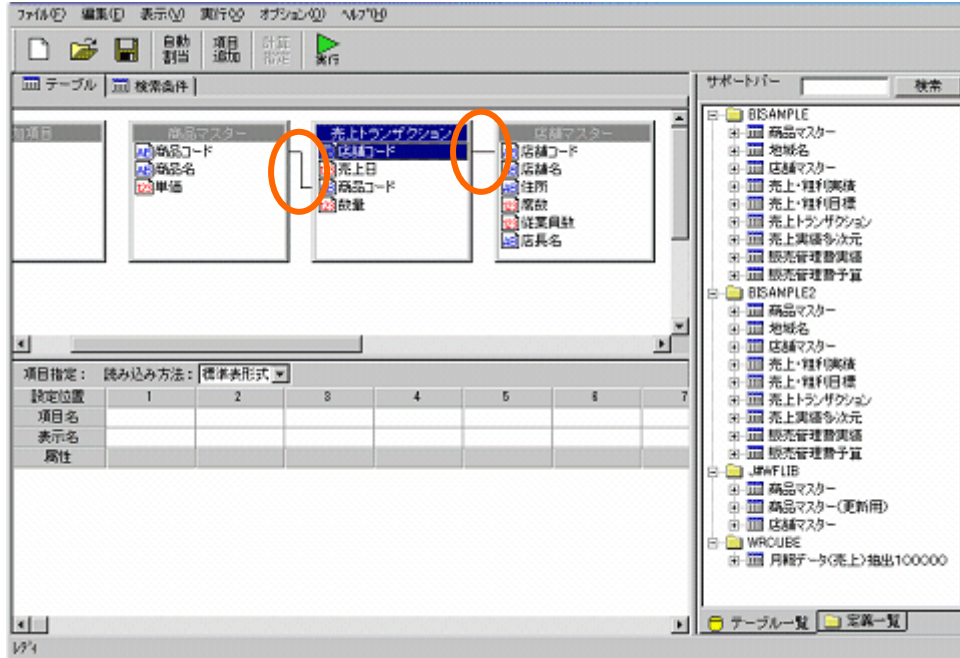 ファイル(F) 編集(E) 表示(V) 実行(X) オプション(O) ヘルプ(H)
自動割当 項目追加 計算指定 実行
テーブル 検索条件
加項目
商品マスター
商品コード
商品名
単価
売上トランザクション
店舗コード
売上日
商品コード
数量
店舗マスター
店舗コード
店舗名
住所
席数
従業員数
店長名
項目指定： 読み込み方法： 標準表形式
設定位置 1 2 3 4 5 6 7
項目名
表示名
属性
サポートバー 検索
BISAMPLE
商品マスター
地域名
店舗マスター
売上・粗利実績
売上・粗利目標
売上トランザクション
売上実績多次元
販売管理費実績
販売管理費予算
BISAMPLE2
商品マスター
地域名
店舗マスター
売上・粗利実績
売上・粗利目標
売上トランザクション
売上実績多次元
販売管理費実績
販売管理費予算
J#WFLIB
商品マスター
商品マスター(更新用)
店舗マスター
WRCUBE
月報データ(売上)抽出100000
テーブル一覧 定義一覧
レディ